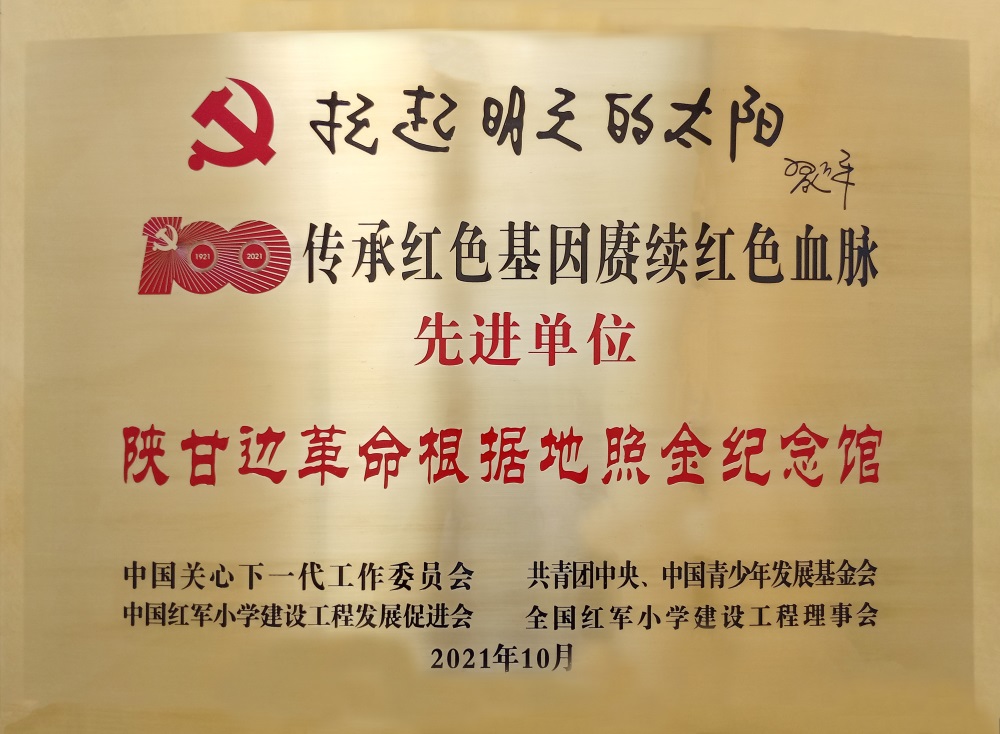 托起明天的太阳
1921 2021
传承红色基因赓续红色血脉
先进单位
陕甘边革命根据地照金纪念馆
中国关心下一代工作委员会 共青团中央、中国青少年发展基金会
中国红军小学建设工程发展促进会 全国红军小学建设工程理事会
2021年10月